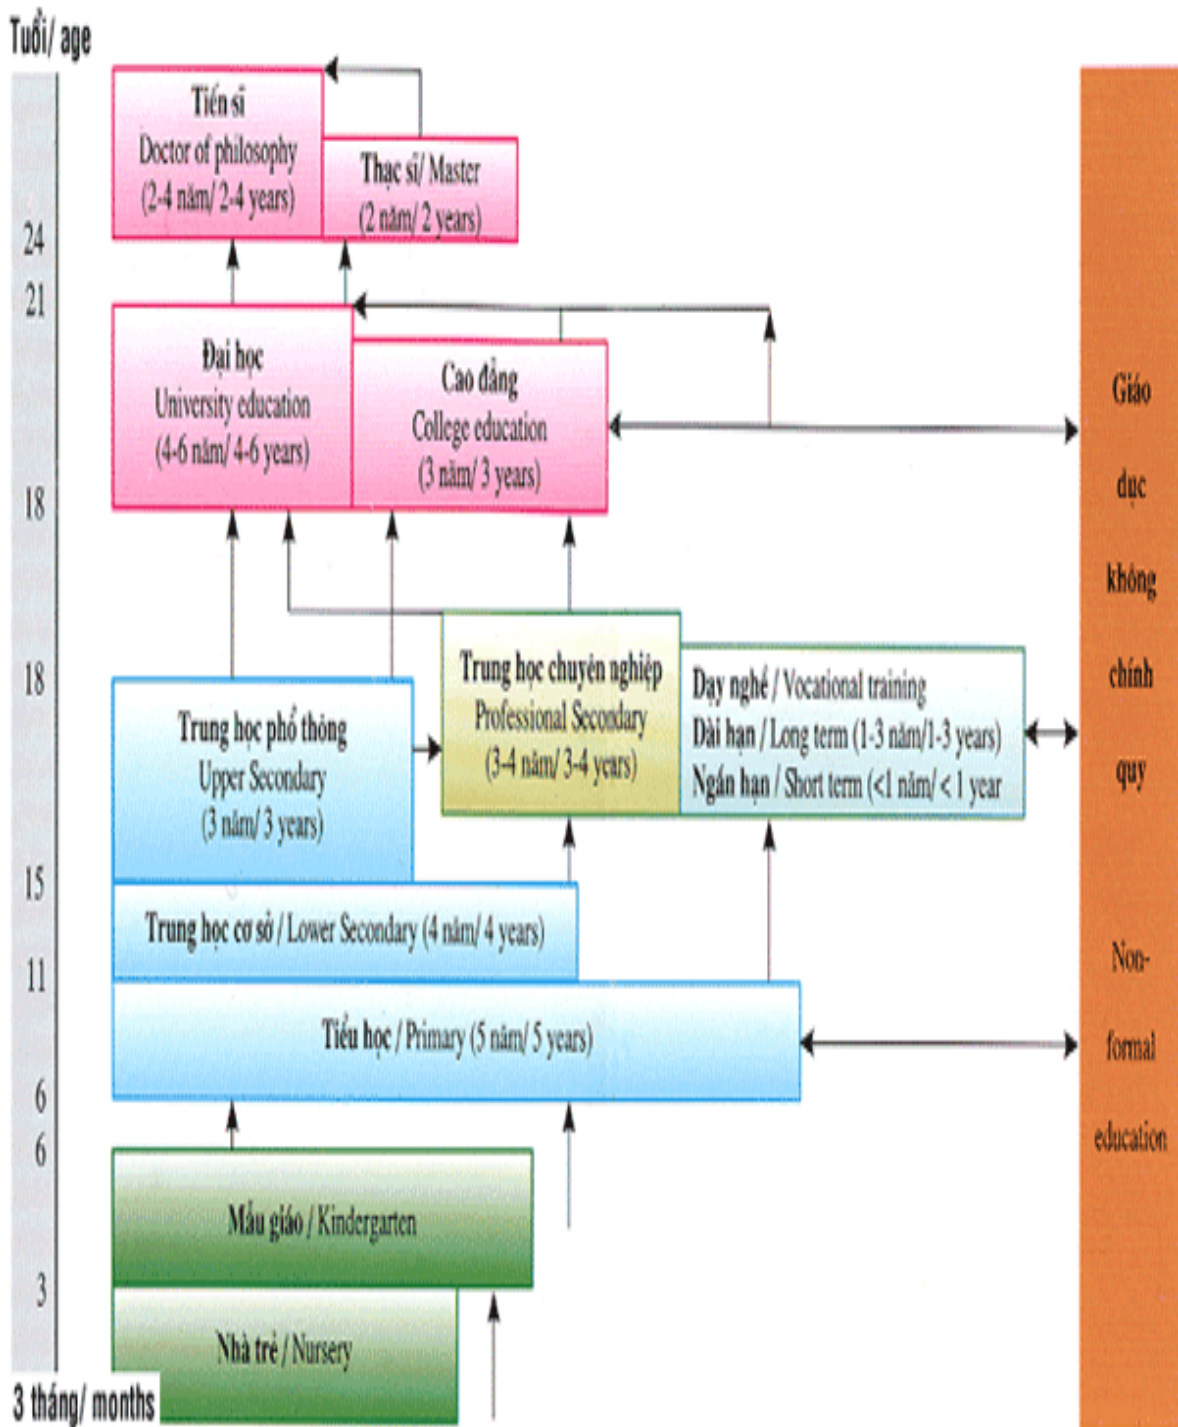 Tuổi/ age
Tiến sĩ
Doctor of philosophy
(2-4 năm/ 2-4 years)
Thạc sĩ/ Master
(2 năm/ 2 years)
24
21
Đại học
University education
(4-6 năm/ 4-6 years)
Cao đẳng
College education
(3 năm/ 3 years)
18
18
Trung học phổ thông
Upper Secondary
(3 năm/ 3 years)
Trung học chuyên nghiệp
Professional Secondary
(3-4 năm/ 3-4 years)
Dạy nghề / Vocational training
Dài hạn / Long term (1-3 năm/1-3 years)
Ngắn hạn / Short term (<1 năm/ < 1 year
15
Trung học cơ sở / Lower Secondary (4 năm/ 4 years)
11
Tiểu học / Primary (5 năm/ 5 years)
6
6
Mẫu giáo / Kindergarten
3
Nhà trẻ / Nursery
3 tháng/ months
Giáo
dục
không
chính
quy
Non-
formal
education